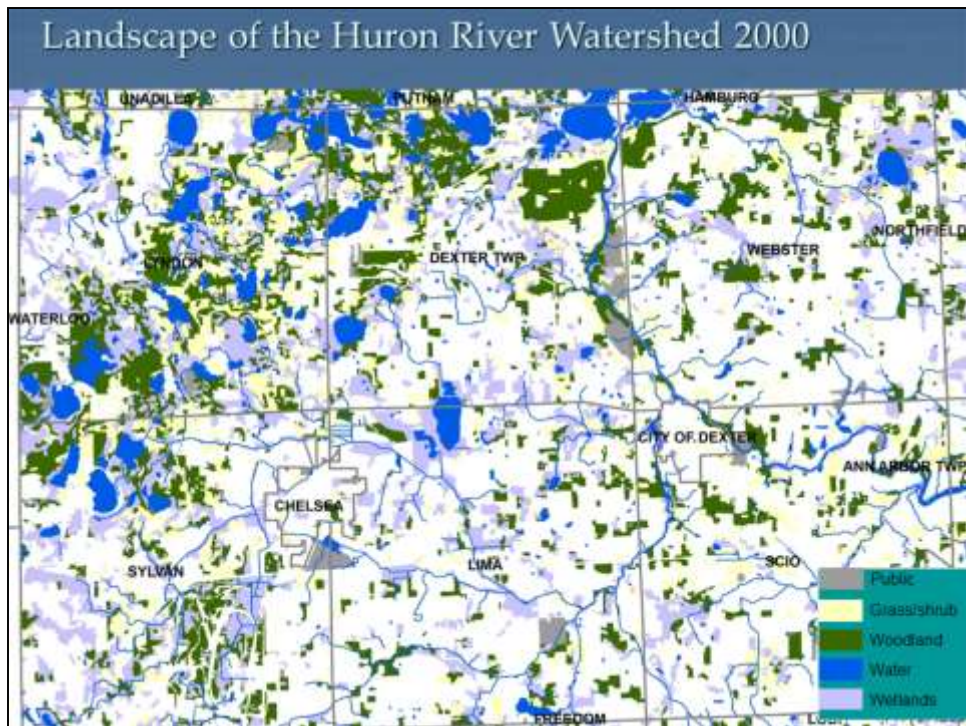 Landscape of the Huron River Watershed 2000
UNADILLA
PUTNAM
HAMBURG
NORTHFIELD
WEBSTER
DEXTER TWP
LYNDON
WATERLOO
CITY OF DEXTER
ANN ARBOR TWP
CHELSEA
SYLVAN
LIMA
SCIO
Public
Grass/shrub
Woodland
Water
Wetlands
FREEDOM